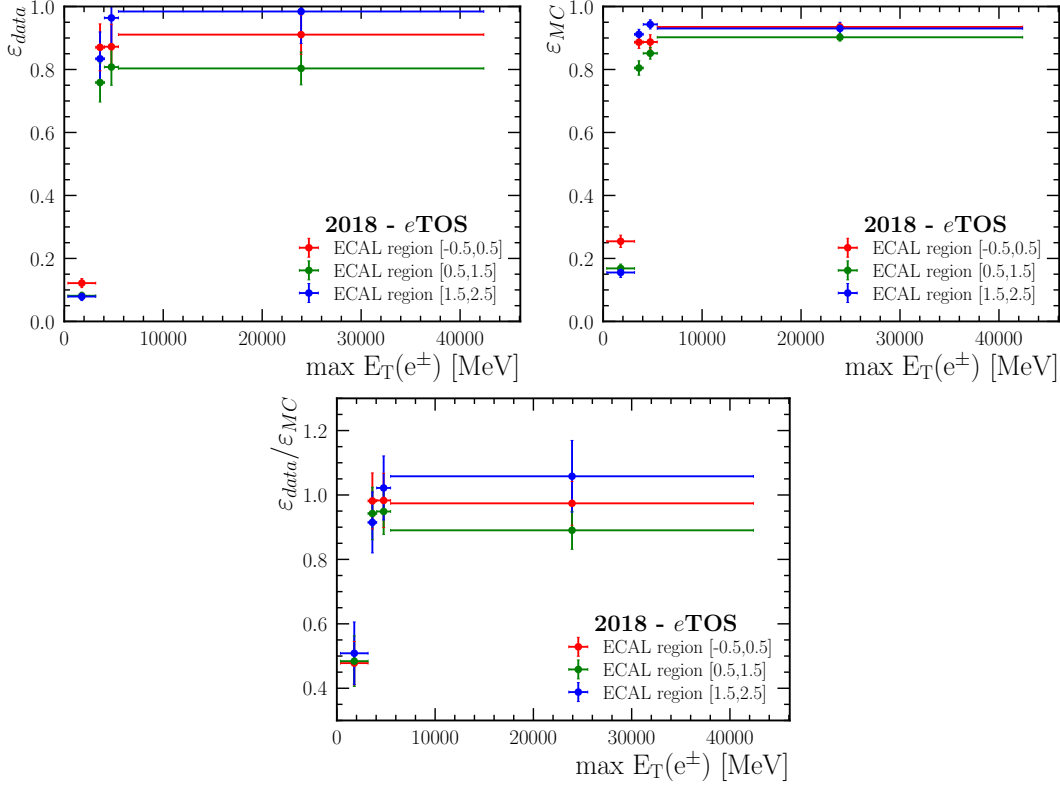 ε_data
1.0
0.8
0.6
0.4
0.2
0.0
2018 - eTOS
ECAL region [-0.5,0.5]
ECAL region [0.5,1.5]
ECAL region [1.5,2.5]
0 10000 20000 30000 40000
max E_T(e^±) [MeV]
ε_MC
1.0
0.8
0.6
0.4
0.2
0.0
2018 - eTOS
ECAL region [-0.5,0.5]
ECAL region [0.5,1.5]
ECAL region [1.5,2.5]
0 10000 20000 30000 40000
max E_T(e^±) [MeV]
ε_data/ε_MC
1.2
1.0
0.8
0.6
0.4
2018 - eTOS
ECAL region [-0.5,0.5]
ECAL region [0.5,1.5]
ECAL region [1.5,2.5]
0 10000 20000 30000 40000
max E_T(e^±) [MeV]